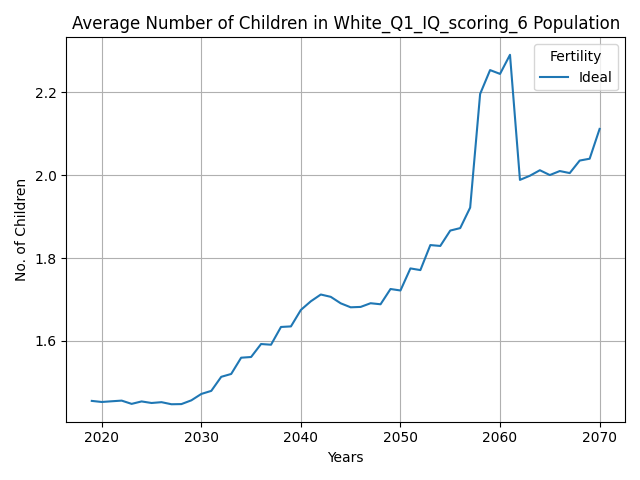 Average Number of Children in White_Q1_IQ_scoring_6 Population
Fertility
Ideal
No. of Children
2.2
2.0
1.8
1.6
2020 2030 2040 2050 2060 2070
Years